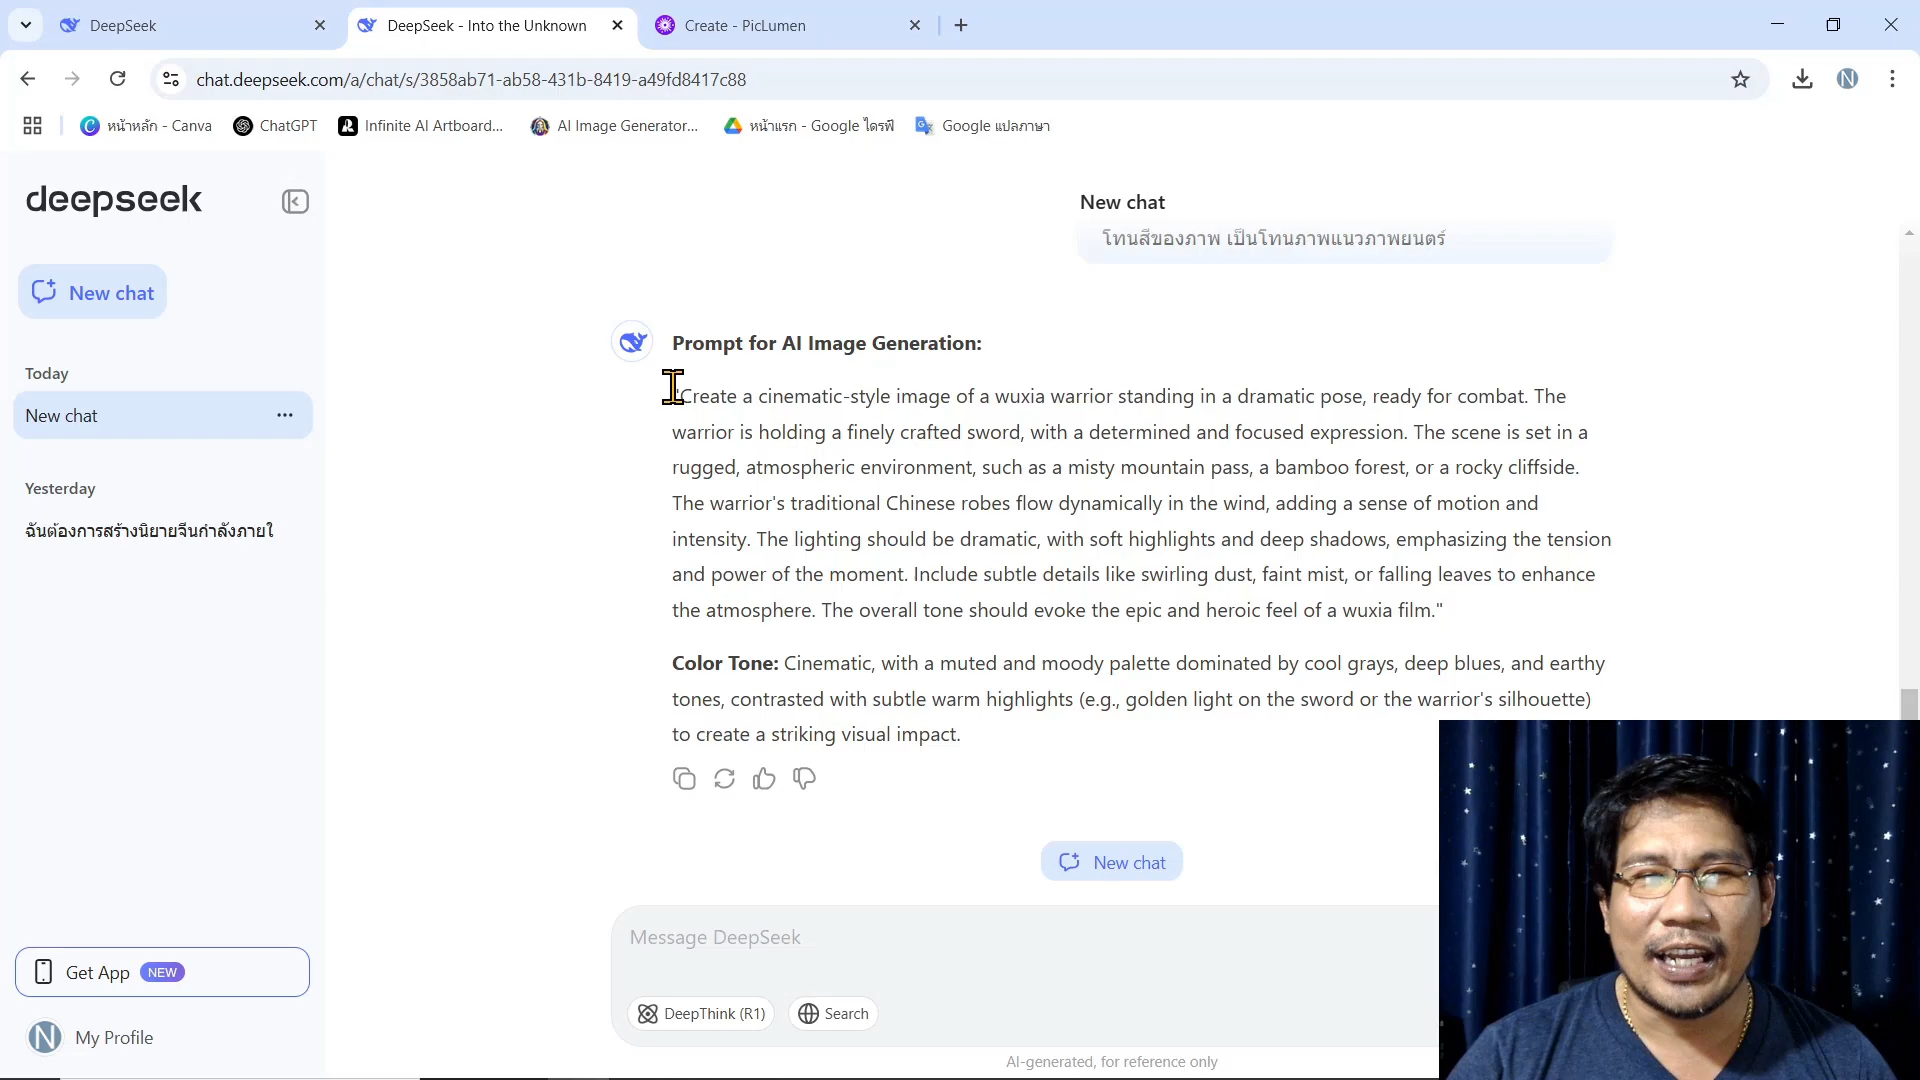 DeepSeek
DeepSeek - Into the Unknown
Create - PicLumen
chat.deepseek.com/a/chat/s/3858ab71-ab58-431b-8419-a49fd8417c88
หน้าหลัก - Canva
ChatGPT
Infinite AI Artboard...
AI Image Generator...
หน้าแรก - Google ไดรฟ์
Google แปลภาษา
deepseek
New chat
Today
New chat
Yesterday
ฉันต้องการสร้างนิยายจีนกำลังภายใ
Get App NEW
N My Profile
New chat
โทนสีของภาพ เป็นโทนภาพแนวภาพยนตร์
Prompt for AI Image Generation:
"Create a cinematic-style image of a wuxia warrior standing in a dramatic pose, ready for combat. The
warrior is holding a finely crafted sword, with a determined and focused expression. The scene is set in a
rugged, atmospheric environment, such as a misty mountain pass, a bamboo forest, or a rocky cliffside.
The warrior's traditional Chinese robes flow dynamically in the wind, adding a sense of motion and
intensity. The lighting should be dramatic, with soft highlights and deep shadows, emphasizing the tension
and power of the moment. Include subtle details like swirling dust, faint mist, or falling leaves to enhance
the atmosphere. The overall tone should evoke the epic and heroic feel of a wuxia film."
Color Tone: Cinematic, with a muted and moody palette dominated by cool grays, deep blues, and earthy
tones, contrasted with subtle warm highlights (e.g., golden light on the sword or the warrior's silhouette)
to create a striking visual impact.
New chat
Message DeepSeek
DeepThink (R1)
Search
AI-generated, for reference only